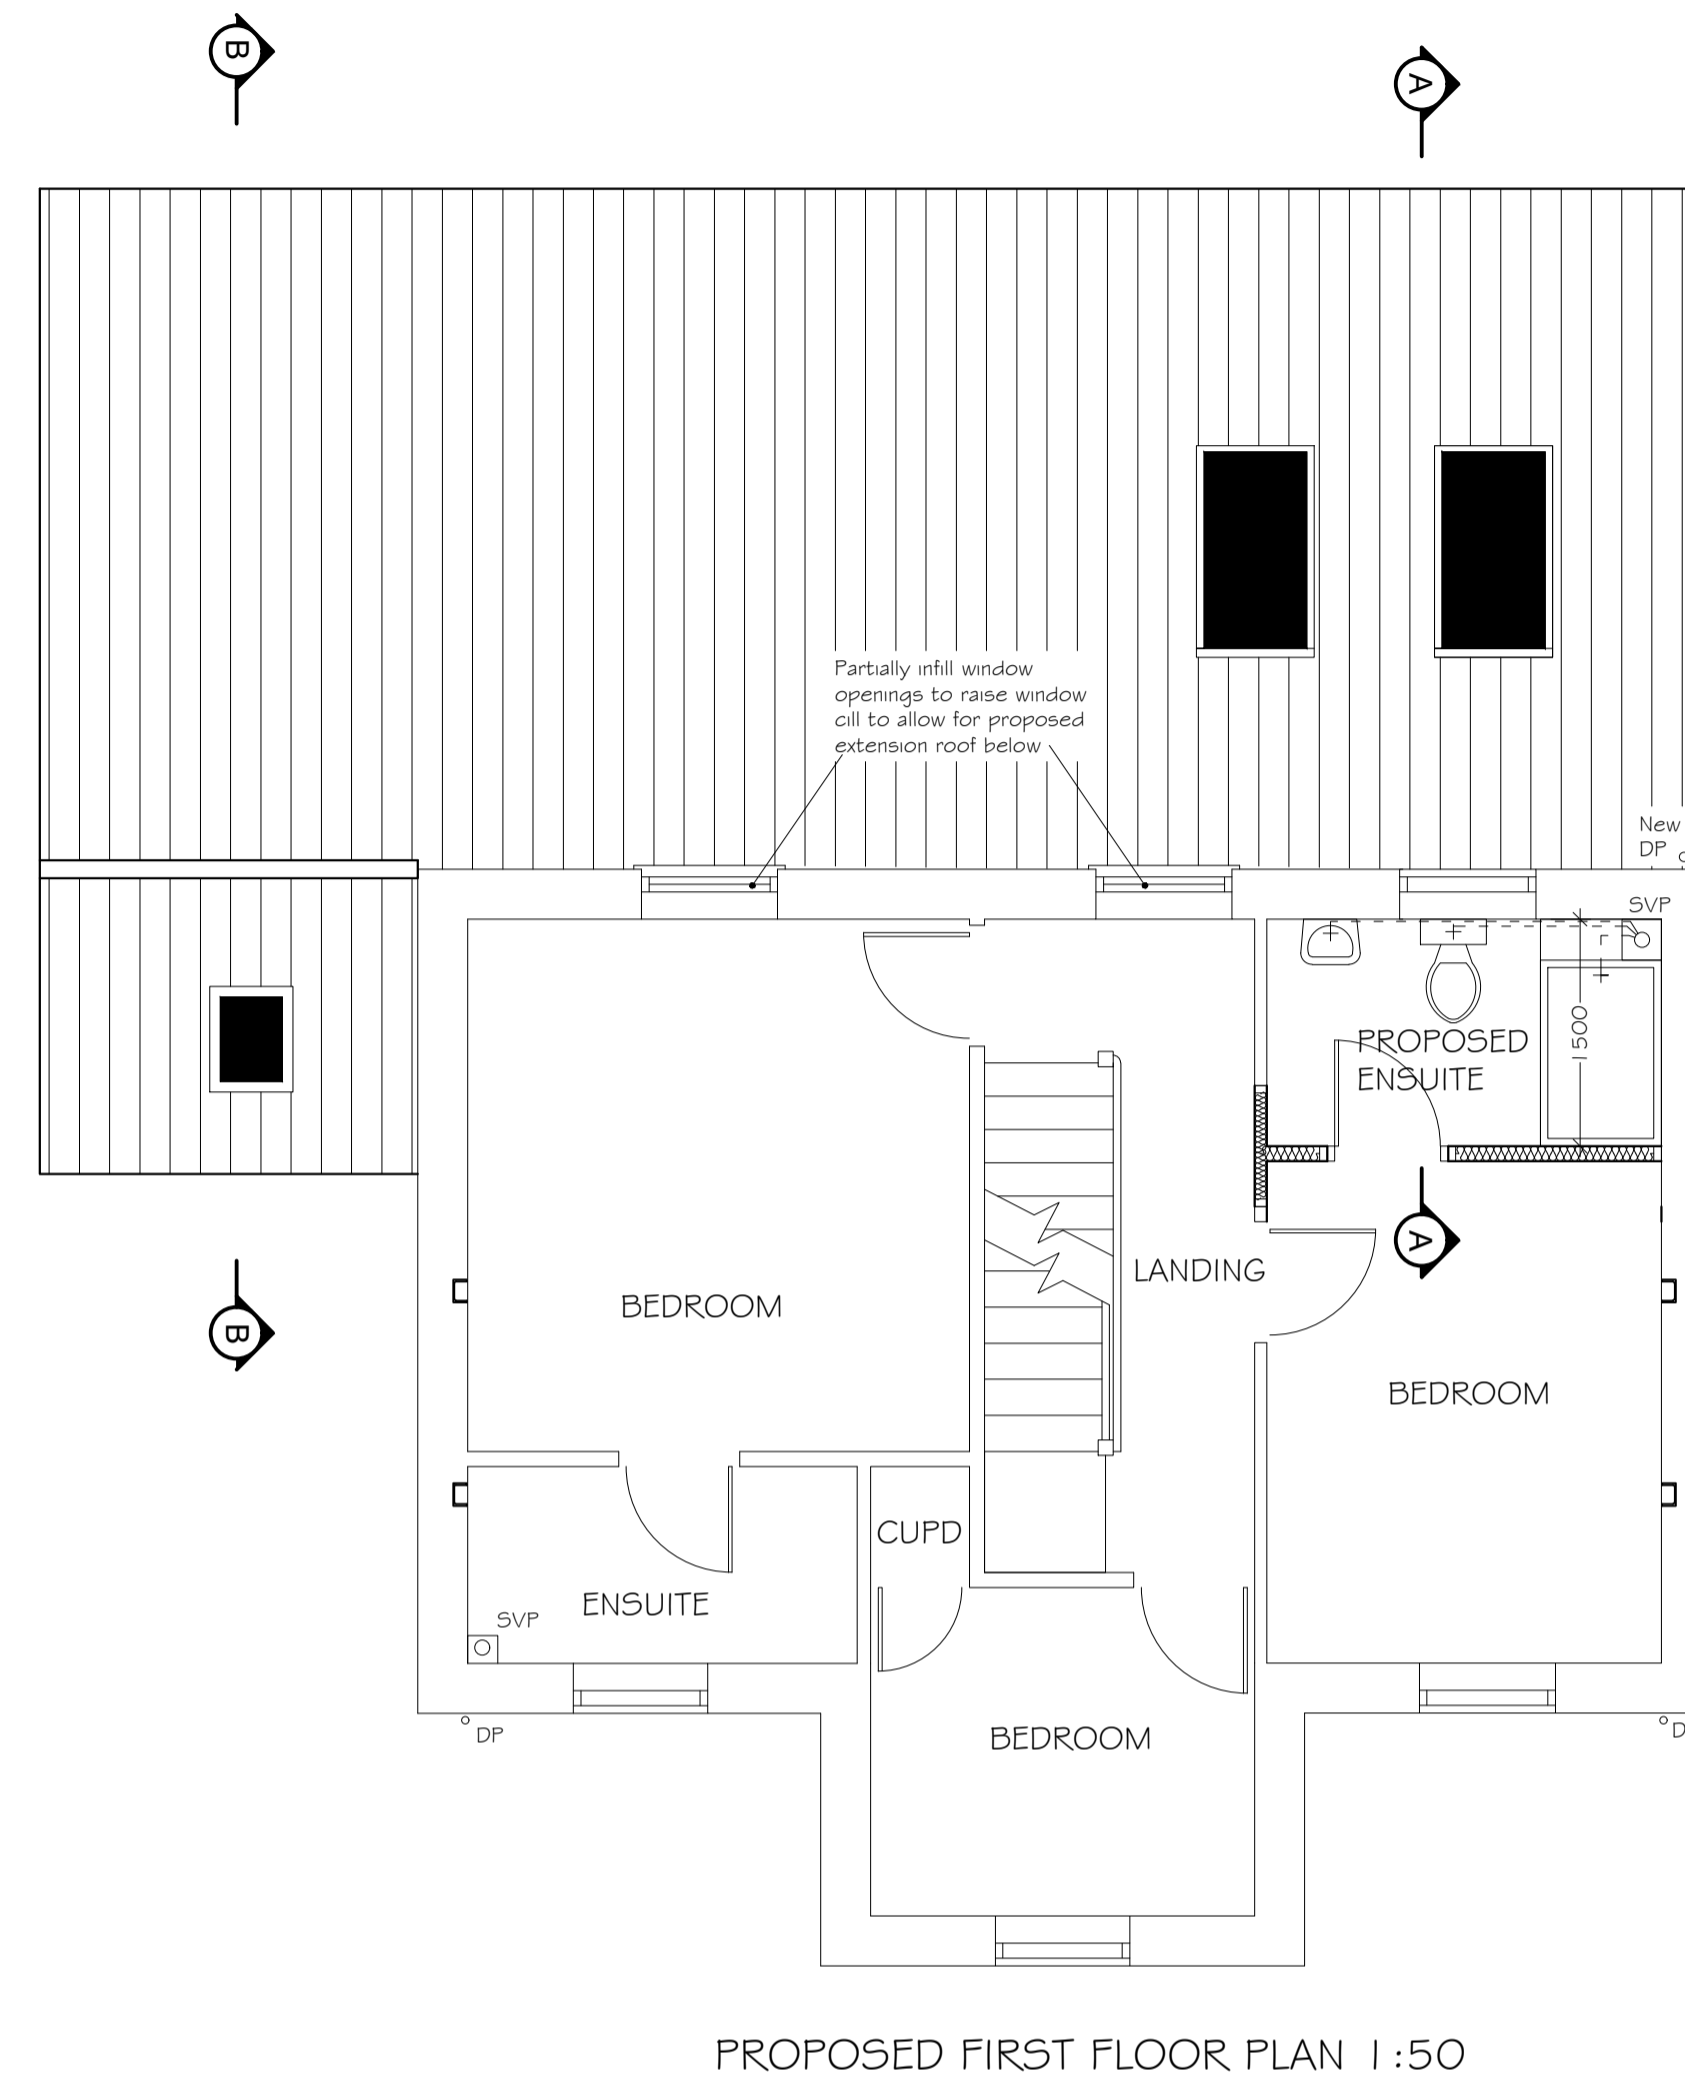 B
A
Partially infill window
openings to raise window
cill to allow for proposed
extension roof below
New
DP
SVP
PROPOSED
ENSUITE
1500
A
LANDING
B
BEDROOM
BEDROOM
CUPD
ENSUITE
SVP
DP
BEDROOM
PROPOSED FIRST FLOOR PLAN 1:50